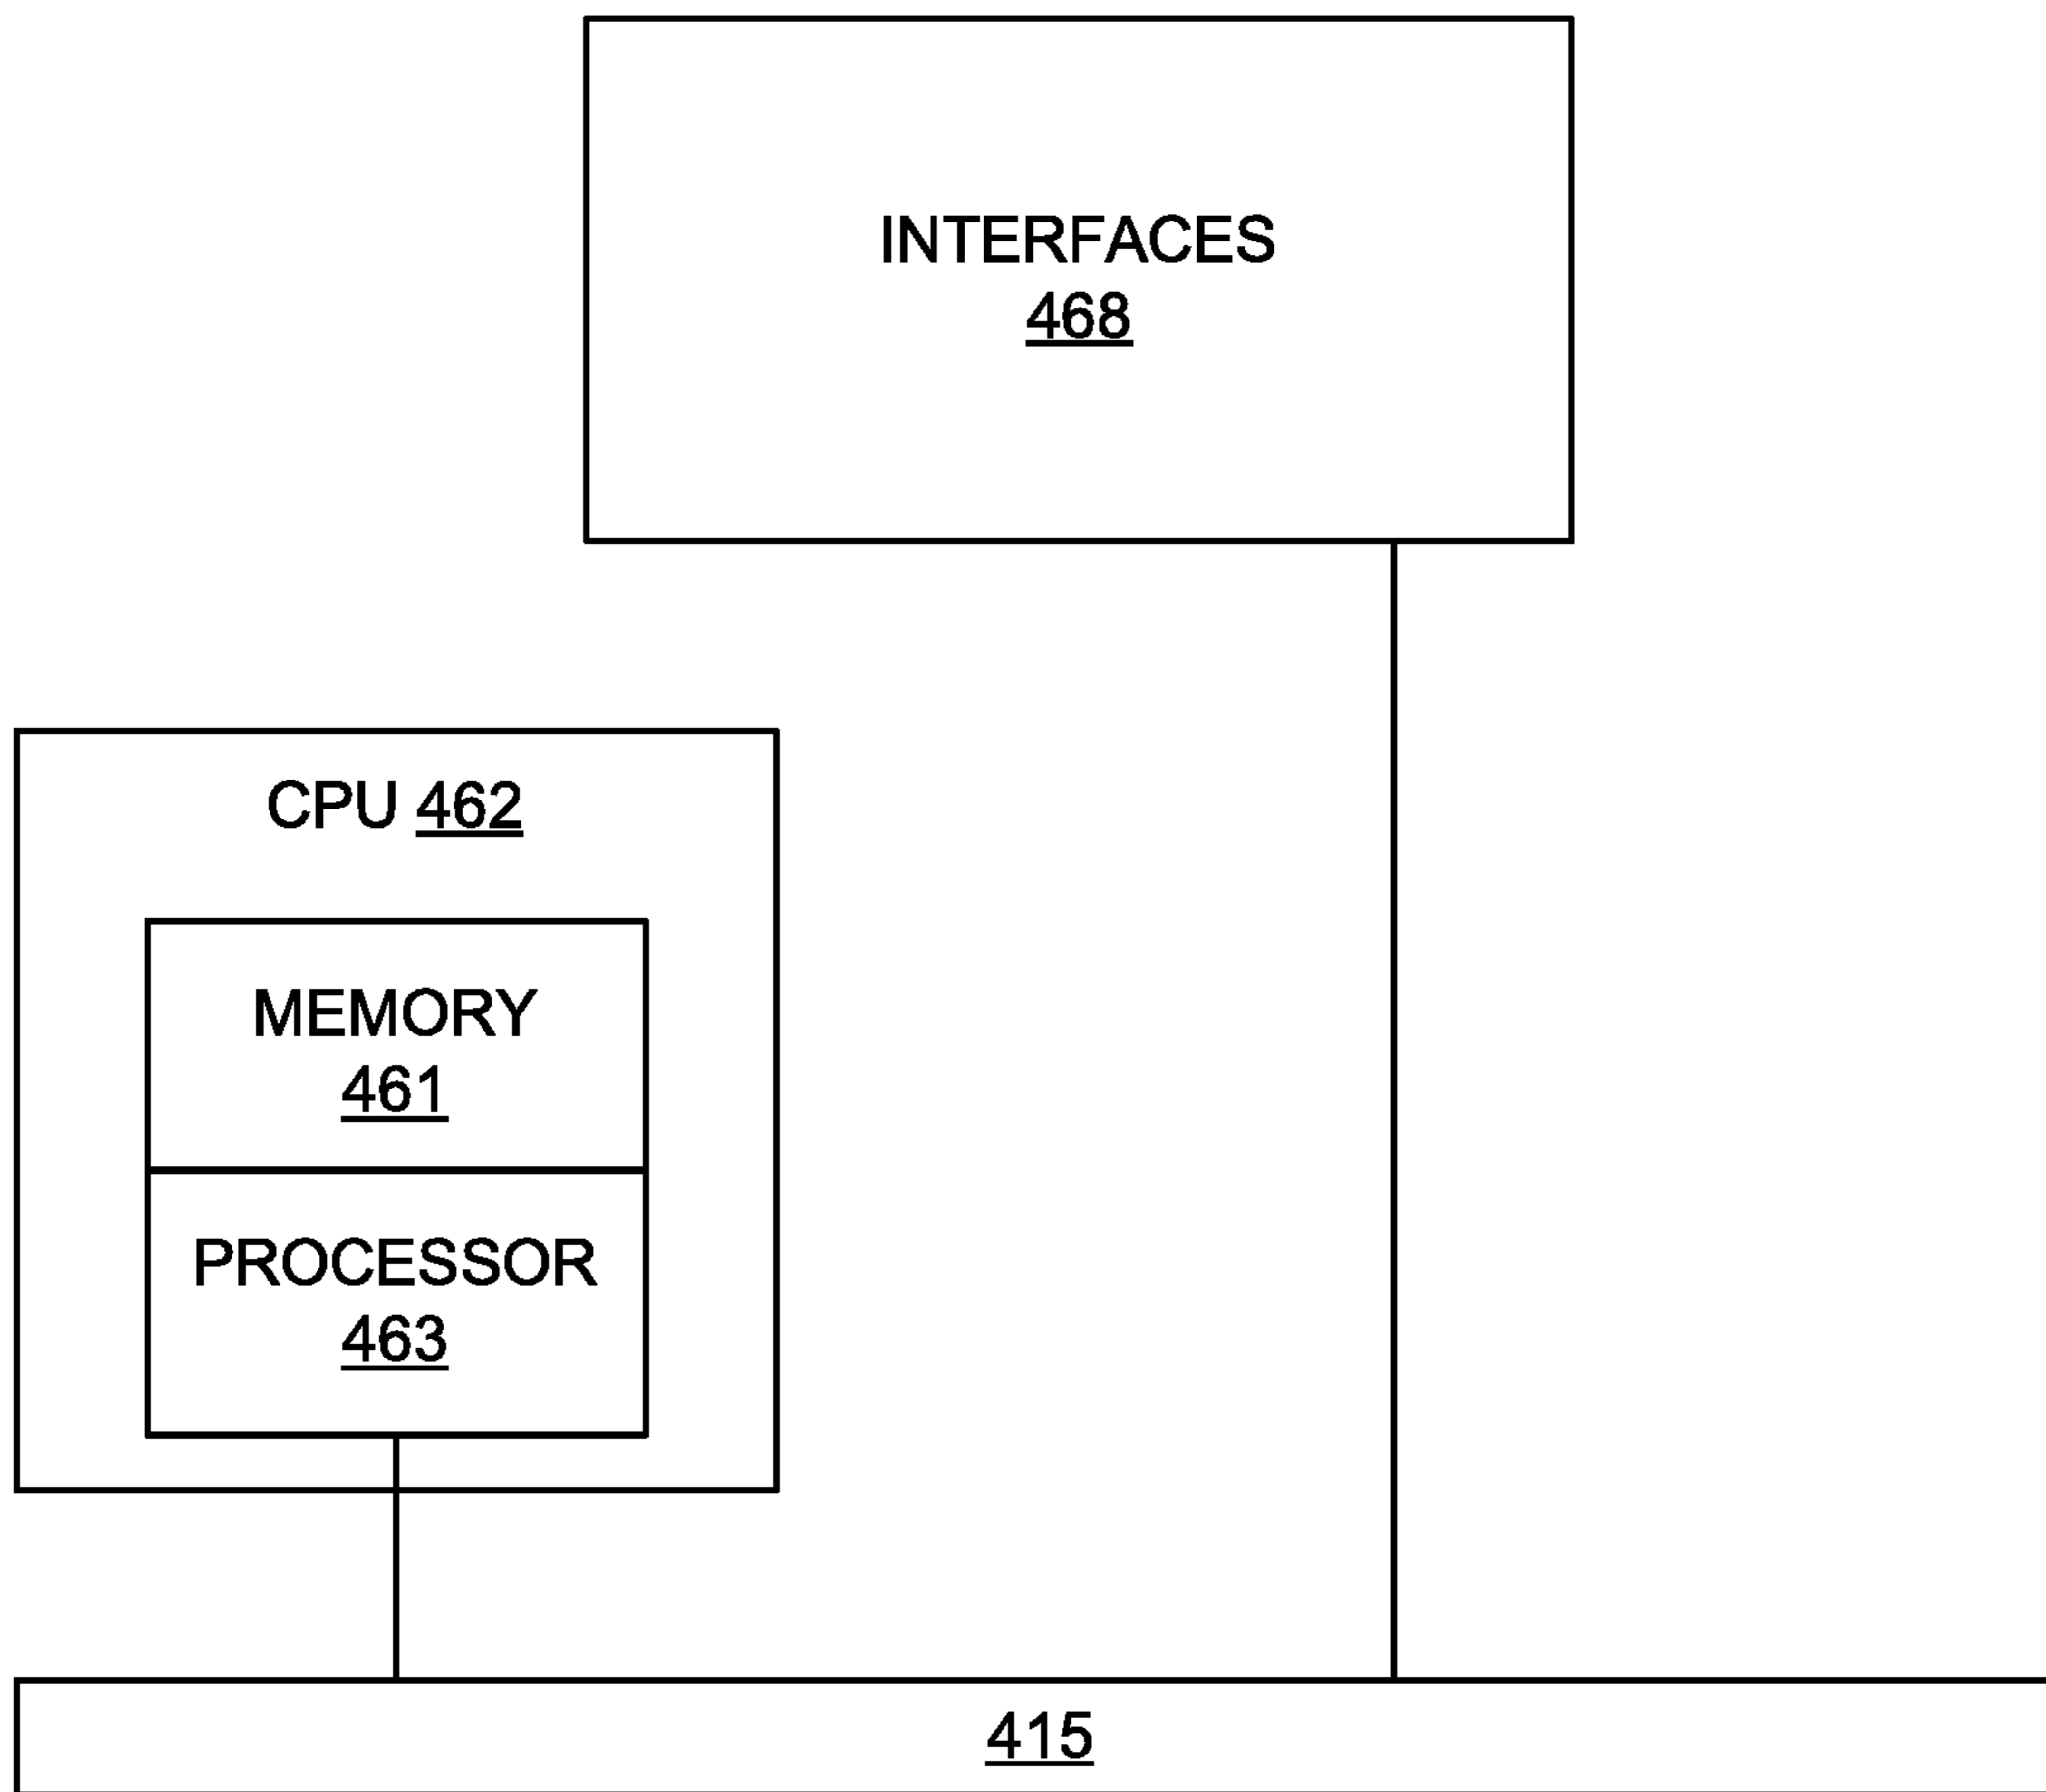 INTERFACES
468
CPU 462
MEMORY
461
PROCESSOR
463
415